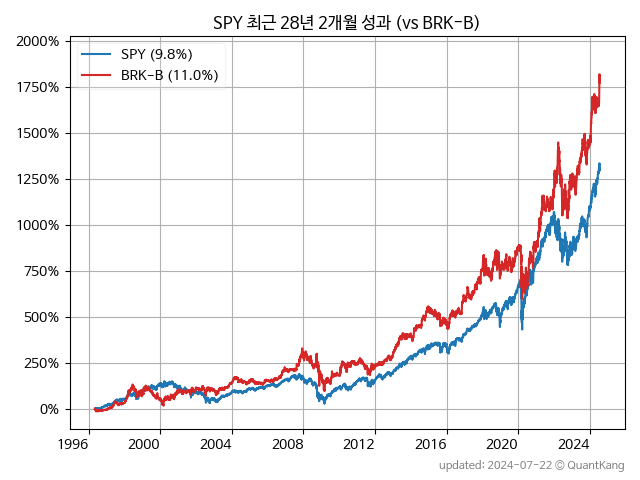 SPY 최근 28년 2개월 성과 (vs BRK-B)
2000%
1750%
1500%
1250%
1000%
750%
500%
250%
0%
SPY (9.8%)
BRK-B (11.0%)
1996 2000 2004 2008 2012 2016 2020 2024
updated: 2024-07-22 © QuantKang